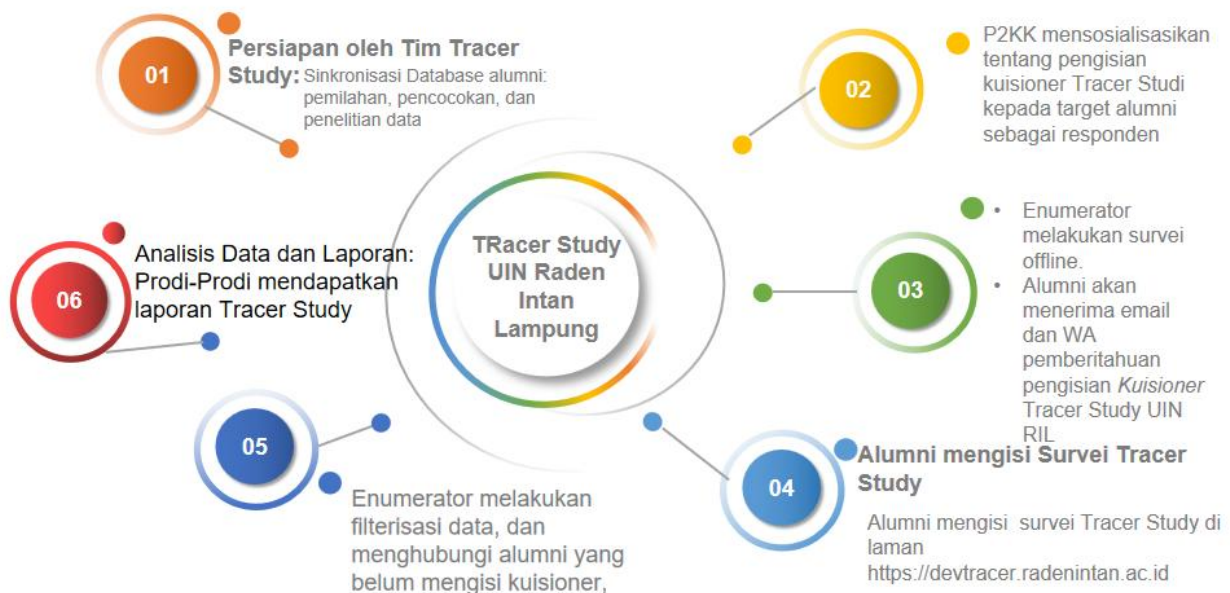 01
Persiapan oleh Tim Tracer
Study: Sinkronisasi Database alumni:
pemilahan, pencocokan, dan
penelitian data
02
P2KK mensosialisasikan
tentang pengisian
kuisioner Tracer Studi
kepada target alumni
sebagai responden
TRacer Study
UIN Raden
Intan
Lampung
03
• Enumerator
melakukan survei
offline.
• Alumni akan
menerima email
dan WA
pemberitahuan
pengisian Kuisioner
Tracer Study UIN
RIL
04
Alumni mengisi Survei Tracer
Study
Alumni mengisi survei Tracer Study di
laman
https://devtracer.radenintan.ac.id
05
Enumerator melakukan
filterisasi data, dan
menghubungi alumni yang
belum mengisi kuisioner,
06
Analisis Data dan Laporan:
Prodi-Prodi mendapatkan
laporan Tracer Study